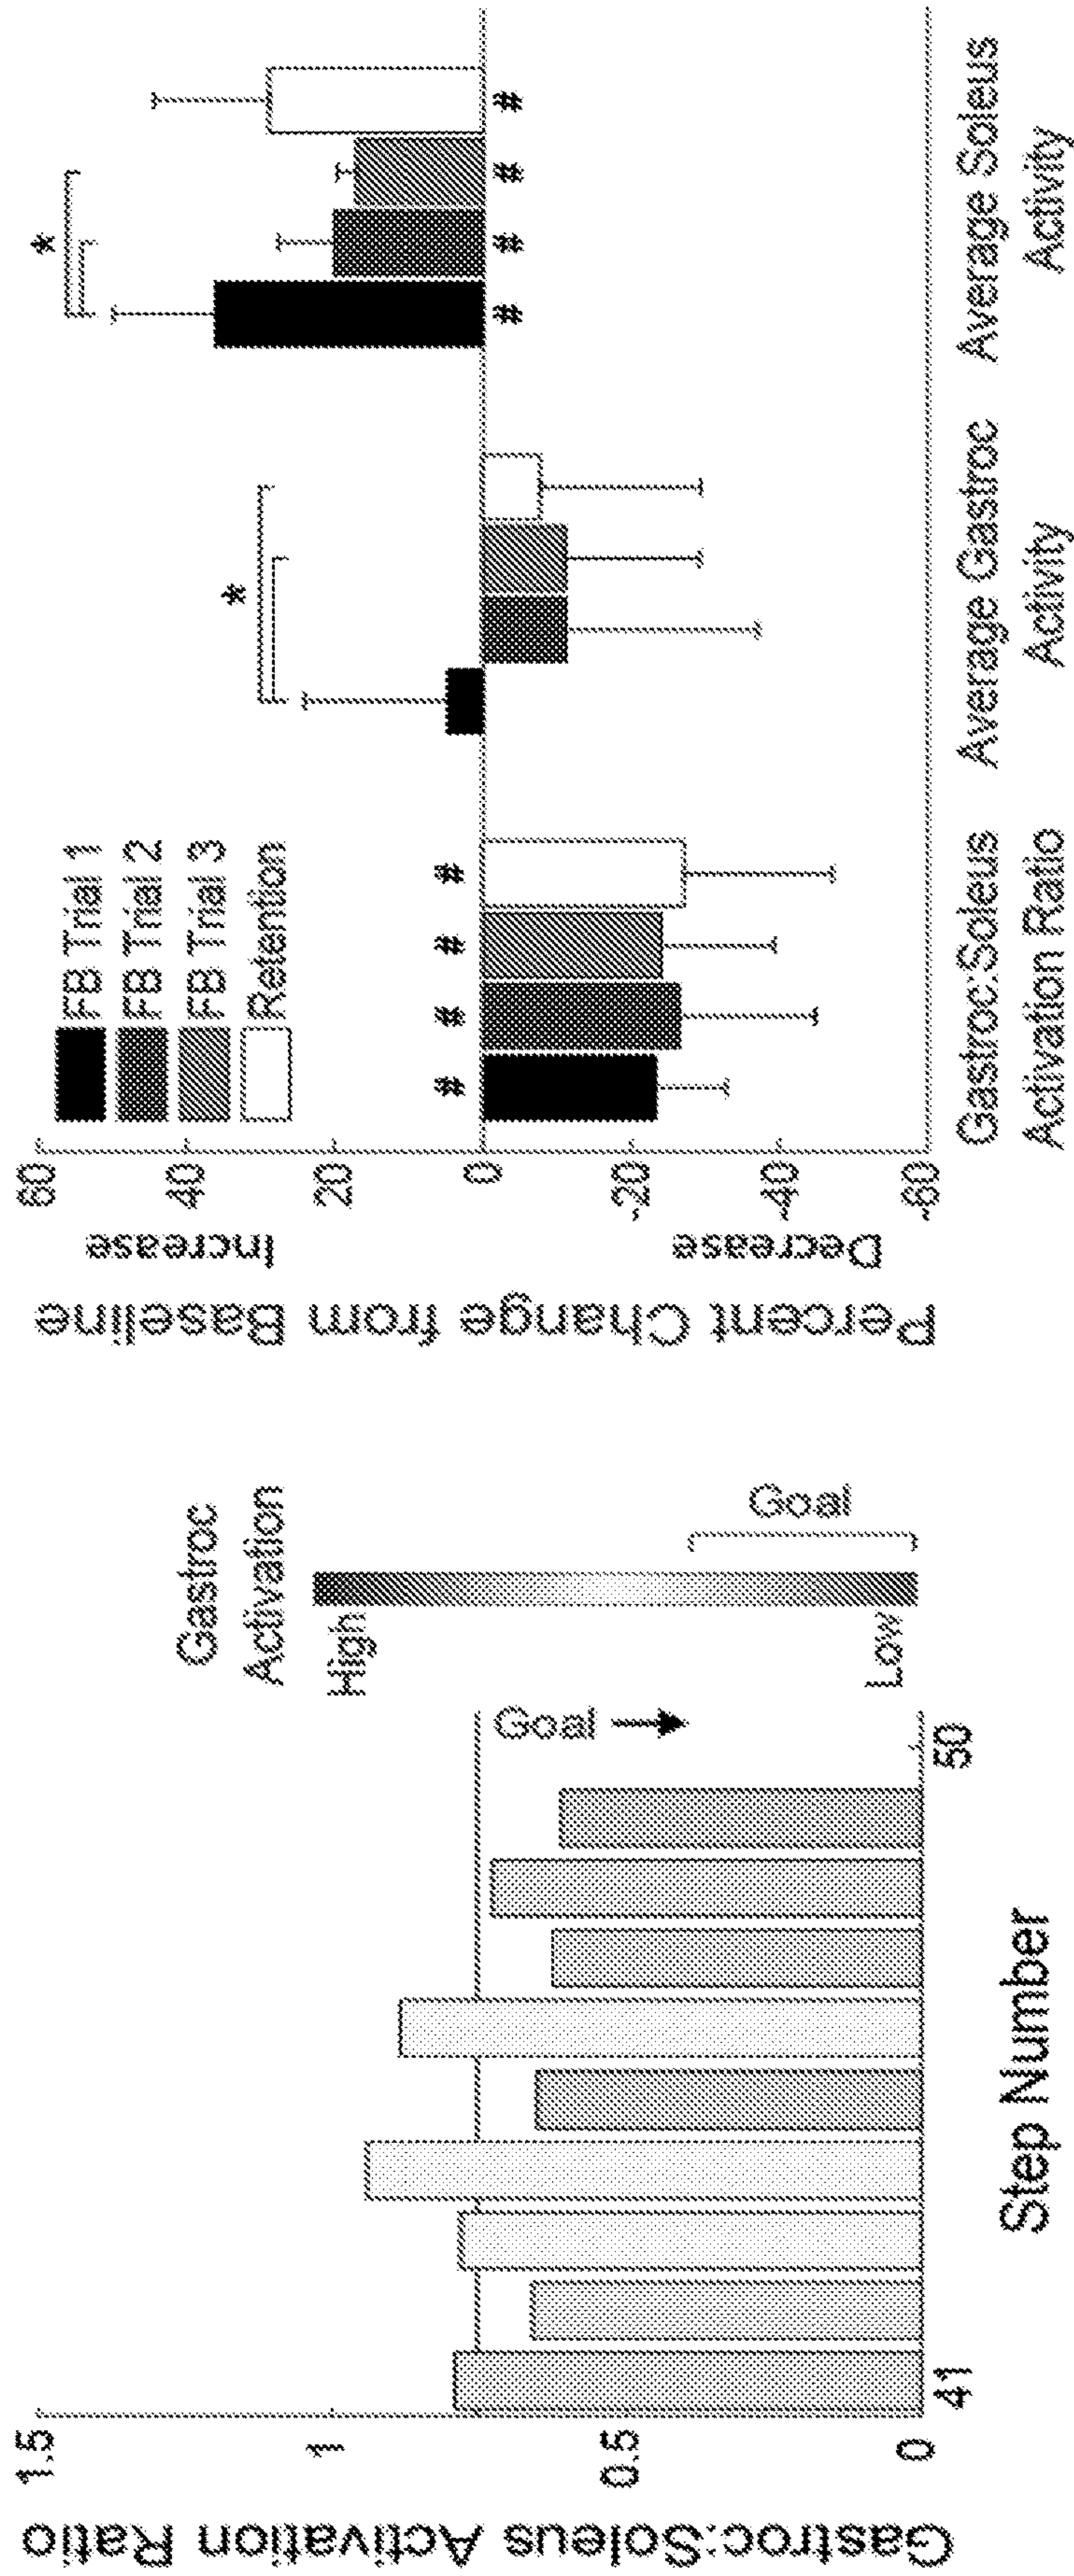 Gastroc:Soleus Activation Ratio
1.5
1
0.5
0
41
50
Step Number
Goal
Gastroc
Activation
High
Low
Goal
Percent Change from Baseline
Increase
Decrease
60
40
20
0
-20
-40
-60
FB Trial 1
FB Trial 2
FB Trial 3
Retention
# # # #
*
*
# # # #
Gastroc:Soleus
Activation Ratio
Average Gastroc
Activity
Average Soleus
Activity